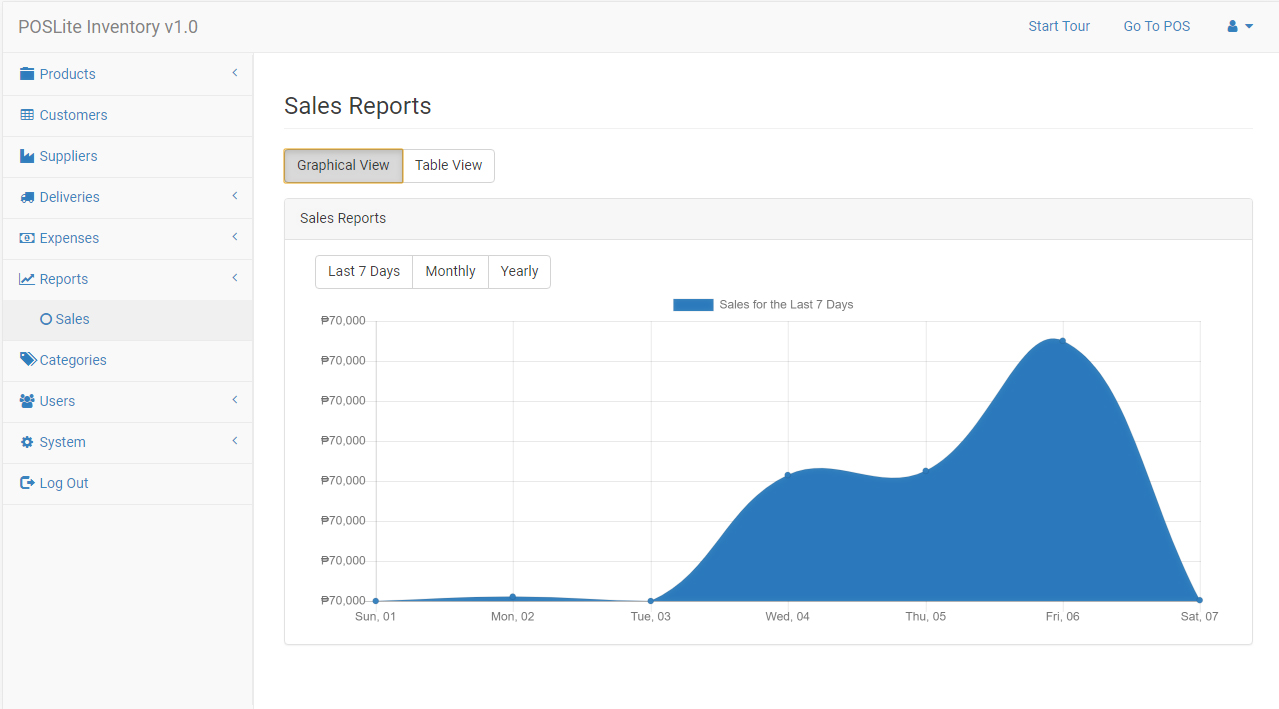 POSLite Inventory v1.0
Start Tour
Go To POS
Products
Customers
Suppliers
Deliveries
Expenses
Reports
Sales
Categories
Users
System
Log Out
Sales Reports
Graphical View
Table View
Sales Reports
Last 7 Days
Monthly
Yearly
Sales for the Last 7 Days
₱70,000
₱70,000
₱70,000
₱70,000
₱70,000
₱70,000
₱70,000
₱70,000
Sun, 01
Mon, 02
Tue, 03
Wed, 04
Thu, 05
Fri, 06
Sat, 07